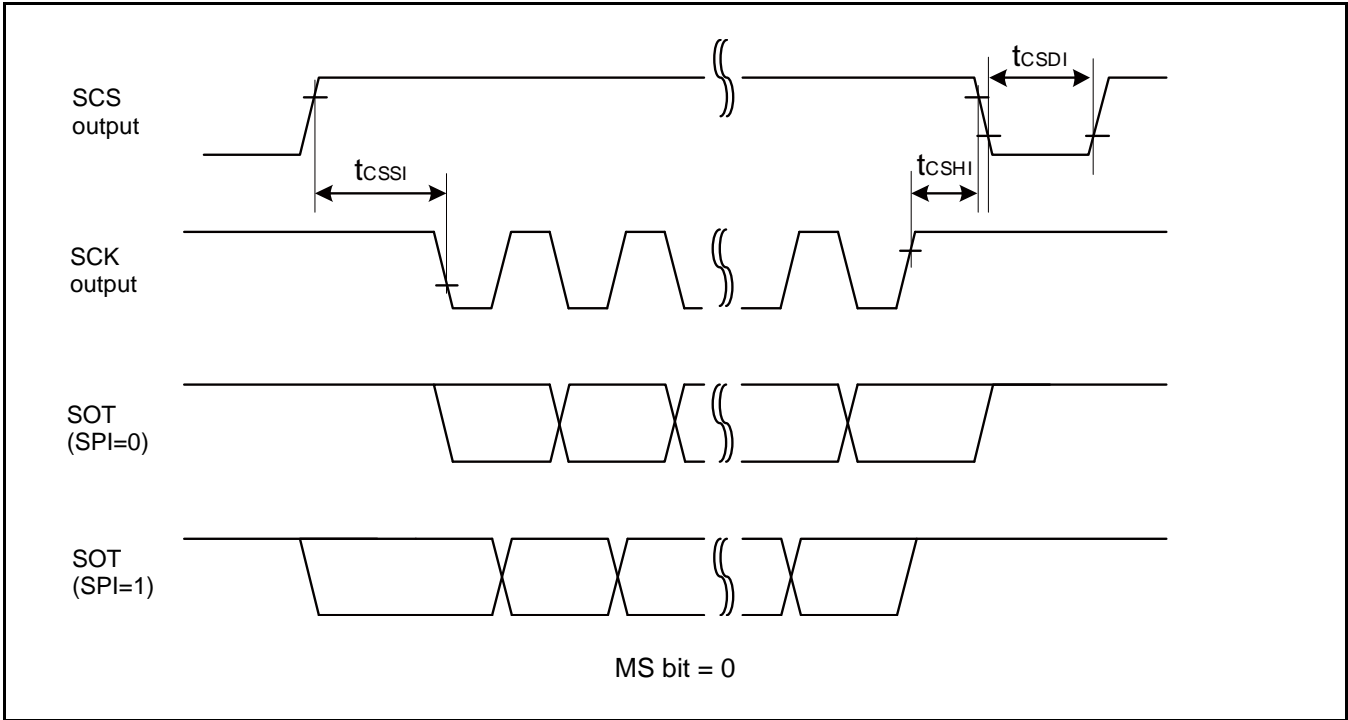 tCSDI
SCS
output
tCSSI
tCSHI
SCK
output
SOT
(SPI=0)
SOT
(SPI=1)
MS bit = 0